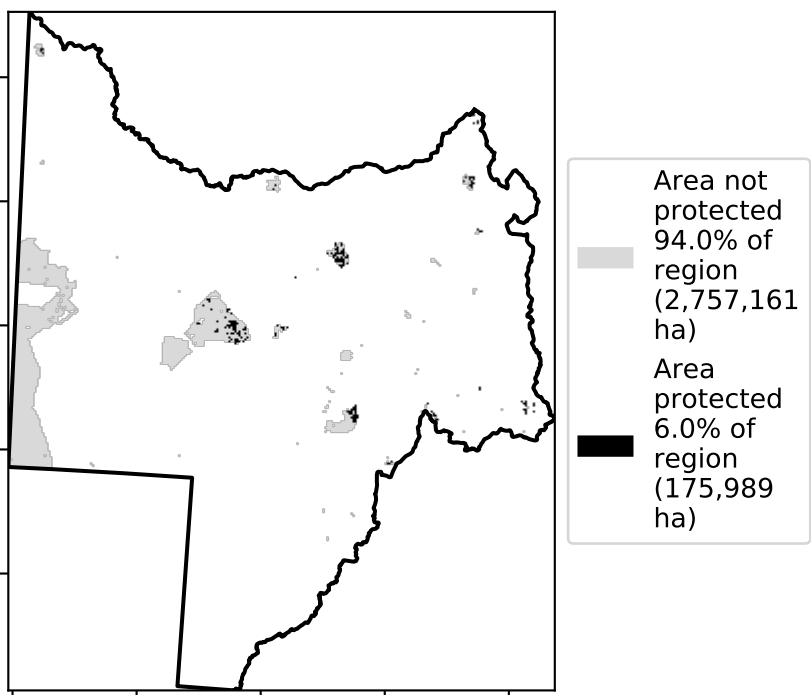 Area not
protected
94.0% of
region
(2,757,161
ha)
Area
protected
6.0% of
region
(175,989
ha)